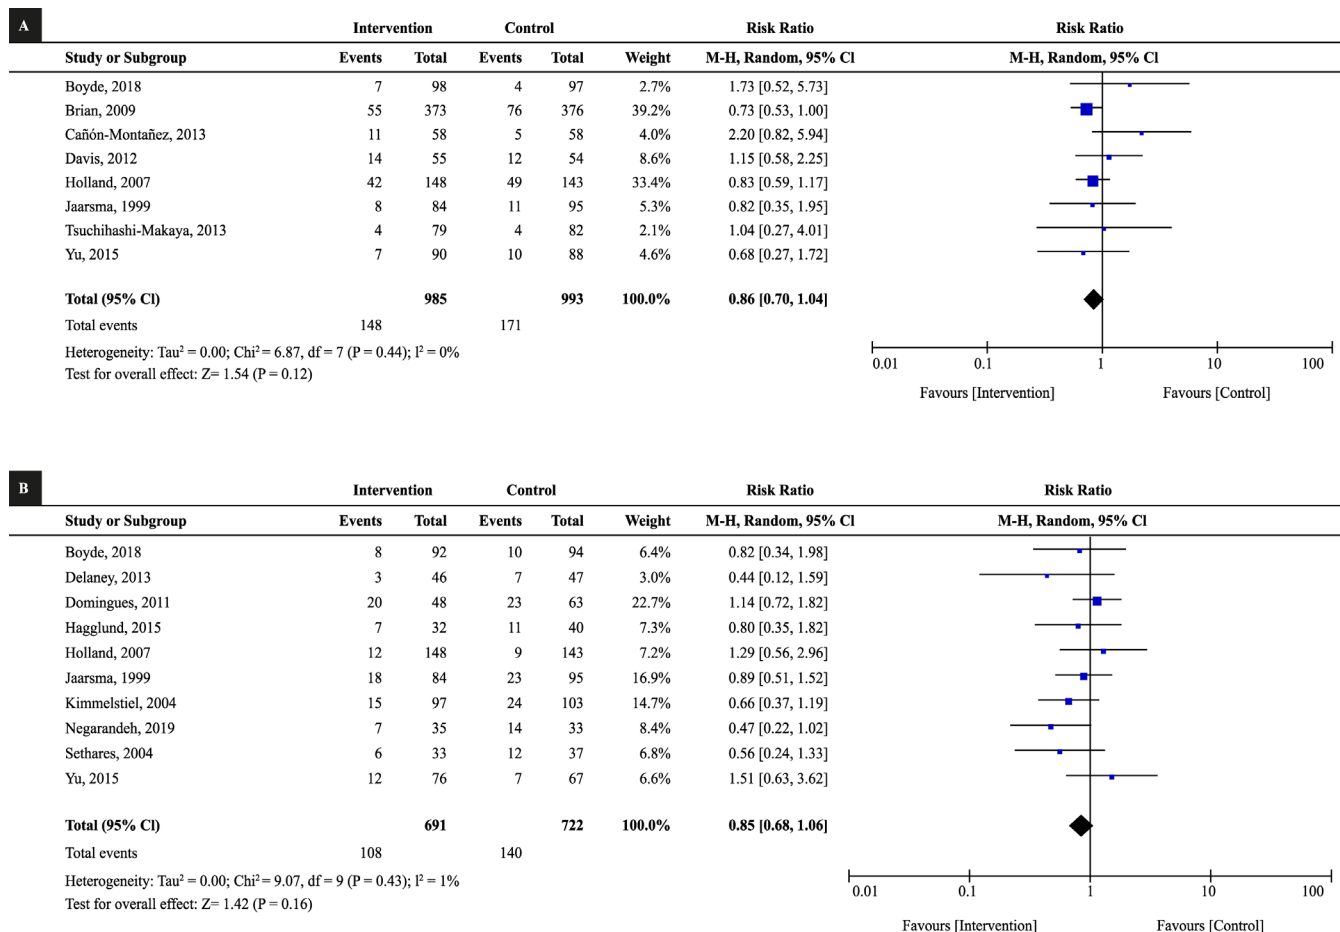 A
Intervention Control Risk Ratio Risk Ratio
Study or Subgroup Events Total Events Total Weight M-H, Random, 95% Cl M-H, Random, 95% Cl
Boyde, 2018 7 98 4 97 2.7% 1.73 [0.52, 5.73]
Brian, 2009 55 373 76 376 39.2% 0.73 [0.53, 1.00]
Cañón-Montañez, 2013 11 58 5 58 4.0% 2.20 [0.82, 5.94]
Davis, 2012 14 55 12 54 8.6% 1.15 [0.58, 2.25]
Holland, 2007 42 148 49 143 33.4% 0.83 [0.59, 1.17]
Jaarsma, 1999 8 84 11 95 5.3% 0.82 [0.35, 1.95]
Tsuchihashi-Makaya, 2013 4 79 4 82 2.1% 1.04 [0.27, 4.01]
Yu, 2015 7 90 10 88 4.6% 0.68 [0.27, 1.72]
Total (95% Cl) 985 993 100.0% 0.86 [0.70, 1.04]
Total events 148 171
Heterogeneity: Tau² = 0.00; Chi² = 6.87, df = 7 (P = 0.44); l² = 0%
Test for overall effect: Z= 1.54 (P = 0.12)
0.01 0.1 1 10 100
Favours [Intervention] Favours [Control]
B
Intervention Control Risk Ratio Risk Ratio
Study or Subgroup Events Total Events Total Weight M-H, Random, 95% Cl M-H, Random, 95% Cl
Boyde, 2018 8 92 10 94 6.4% 0.82 [0.34, 1.98]
Delaney, 2013 3 46 7 47 3.0% 0.44 [0.12, 1.59]
Domingues, 2011 20 48 23 63 22.7% 1.14 [0.72, 1.82]
Hagglund, 2015 7 32 11 40 7.3% 0.80 [0.35, 1.82]
Holland, 2007 12 148 9 143 7.2% 1.29 [0.56, 2.96]
Jaarsma, 1999 18 84 23 95 16.9% 0.89 [0.51, 1.52]
Kimmelstiel, 2004 15 97 24 103 14.7% 0.66 [0.37, 1.19]
Negarandeh, 2019 7 35 14 33 8.4% 0.47 [0.22, 1.02]
Sethares, 2004 6 33 12 37 6.8% 0.56 [0.24, 1.33]
Yu, 2015 12 76 7 67 6.6% 1.51 [0.63, 3.62]
Total (95% Cl) 691 722 100.0% 0.85 [0.68, 1.06]
Total events 108 140
Heterogeneity: Tau² = 0.00; Chi² = 9.07, df = 9 (P = 0.43); l² = 1%
Test for overall effect: Z= 1.42 (P = 0.16)
0.01 0.1 1 10 100
Favours [Intervention] Favours [Control]